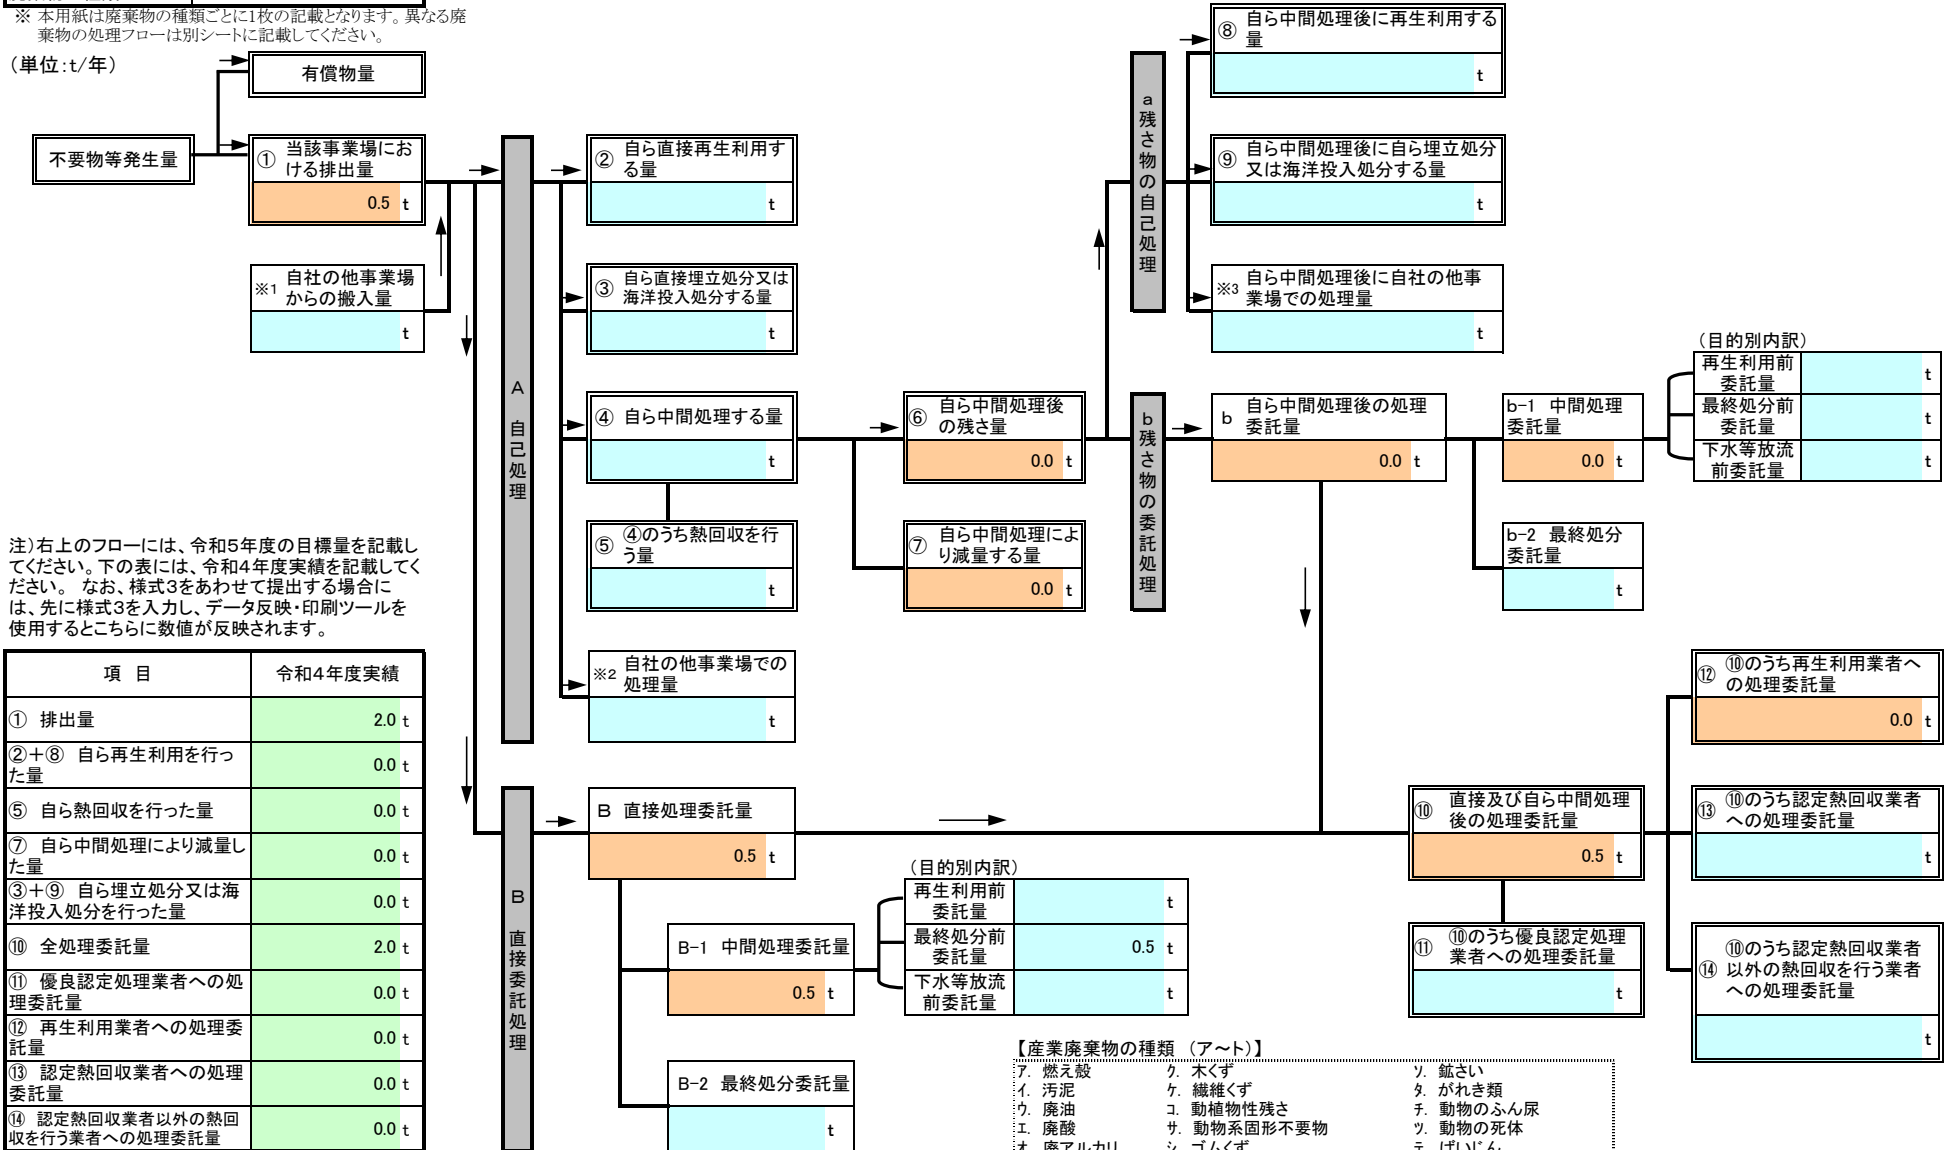 ※ 本用紙は廃棄物の種類ごとに1枚の記載となります。異なる廃
棄物の処理フローは別シートに記載してください。
(単位:t/年)
有償物量
不要物等発生量
① 当該事業場にお
ける排出量
0.5 t
※1 自社の他事業場
からの搬入量
t
A 自己処理
② 自ら直接再生利用す
る量
t
③ 自ら直接埋立処分又は
海洋投入処分する量
t
④ 自ら中間処理する量
t
⑤ ④のうち熱回収を行
う量
t
※2 自社の他事業場での
処理量
t
⑥ 自ら中間処理後
の残さ量
0.0 t
⑦ 自ら中間処理によ
り減量する量
0.0 t
a 残さ物の自己処理
⑧ 自ら中間処理後に再生利用する
量
t
⑨ 自ら中間処理後に自ら埋立処分
又は海洋投入処分する量
t
※3 自ら中間処理後に自社の他事
業場での処理量
t
b 残さ物の委託処理
b 自ら中間処理後の処理
委託量
0.0 t
b-1 中間処理
委託量
0.0 t
b-2 最終処分
委託量
t
(目的別内訳)
再生利用前
委託量
t
最終処分前
委託量
t
下水等放流
前委託量
t
注)右上のフローには、令和5年度の目標量を記載し
てください。下の表には、令和4年度実績を記載してく
ださい。 なお、様式3をあわせて提出する場合に
は、先に様式3を入力し、データ反映・印刷ツールを
使用するとこちらに数値が反映されます。
項 目 令和4年度実績
① 排出量 2.0 t
②+⑧ 自ら再生利用を行っ
た量 0.0 t
⑤ 自ら熱回収を行った量 0.0 t
⑦ 自ら中間処理により減量し
た量 0.0 t
③+⑨ 自ら埋立処分又は海
洋投入処分を行った量 0.0 t
⑩ 全処理委託量 2.0 t
⑪ 優良認定処理業者への処
理委託量 0.0 t
⑫ 再生利用業者への処理委
託量 0.0 t
⑬ 認定熱回収業者への処理
委託量 0.0 t
⑭ 認定熱回収業者以外の熱回
収を行う業者への処理委託量 0.0 t
B 直接委託処理
B 直接処理委託量
0.5 t
B-1 中間処理委託量
0.5 t
B-2 最終処分委託量
t
(目的別内訳)
再生利用前
委託量
t
最終処分前
委託量
0.5 t
下水等放流
前委託量
t
⑩ 直接及び自ら中間処理
後の処理委託量
0.5 t
⑪ ⑩のうち優良認定処理
業者への処理委託量
t
⑫ ⑩のうち再生利用業者へ
の処理委託量
0.0 t
⑬ ⑩のうち認定熱回収業者
への処理委託量
t
⑭ ⑩のうち認定熱回収業者
以外の熱回収を行う業者
への処理委託量
t
【産業廃棄物の種類 (ア~ト)】
ア. 燃え殻 ク. 木くず ソ. 鉱さい
イ. 汚泥 ケ. 繊維くず タ. がれき類
ウ. 廃油 コ. 動植物性残さ チ. 動物のふん尿
エ. 廃酸 サ. 動物系固形不要物 ツ. 動物の死体
オ. 廃アルカリ シ. ゴムくず テ. ばいじん